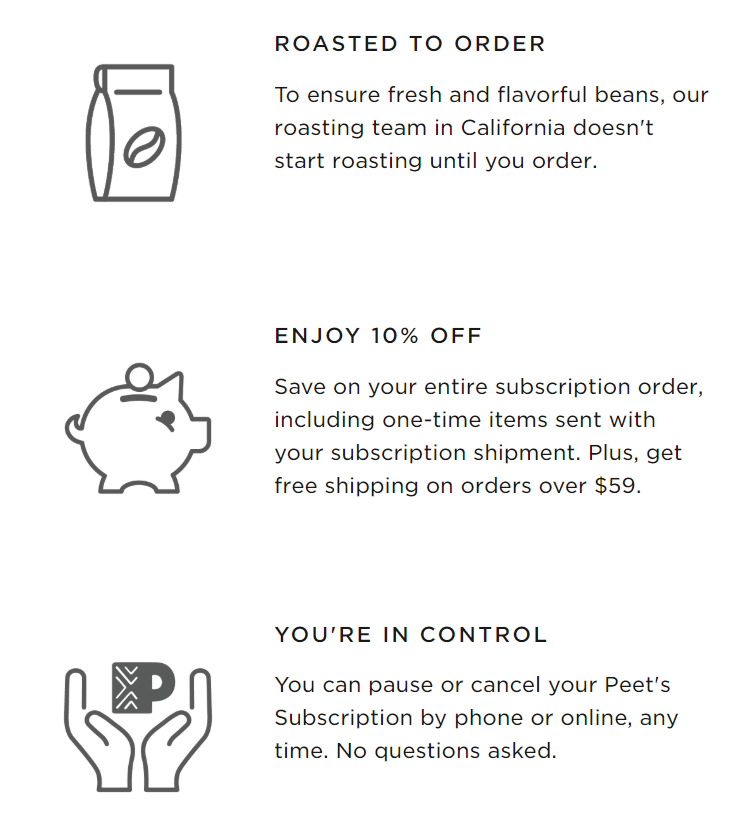 ROASTED TO ORDER
To ensure fresh and flavorful beans, our
roasting team in California doesn't
start roasting until you order.
ENJOY 10% OFF
Save on your entire subscription order,
including one-time items sent with
your subscription shipment. Plus, get
free shipping on orders over $59.
YOU'RE IN CONTROL
P
You can pause or cancel your Peet's
Subscription by phone or online, any
time. No questions asked.